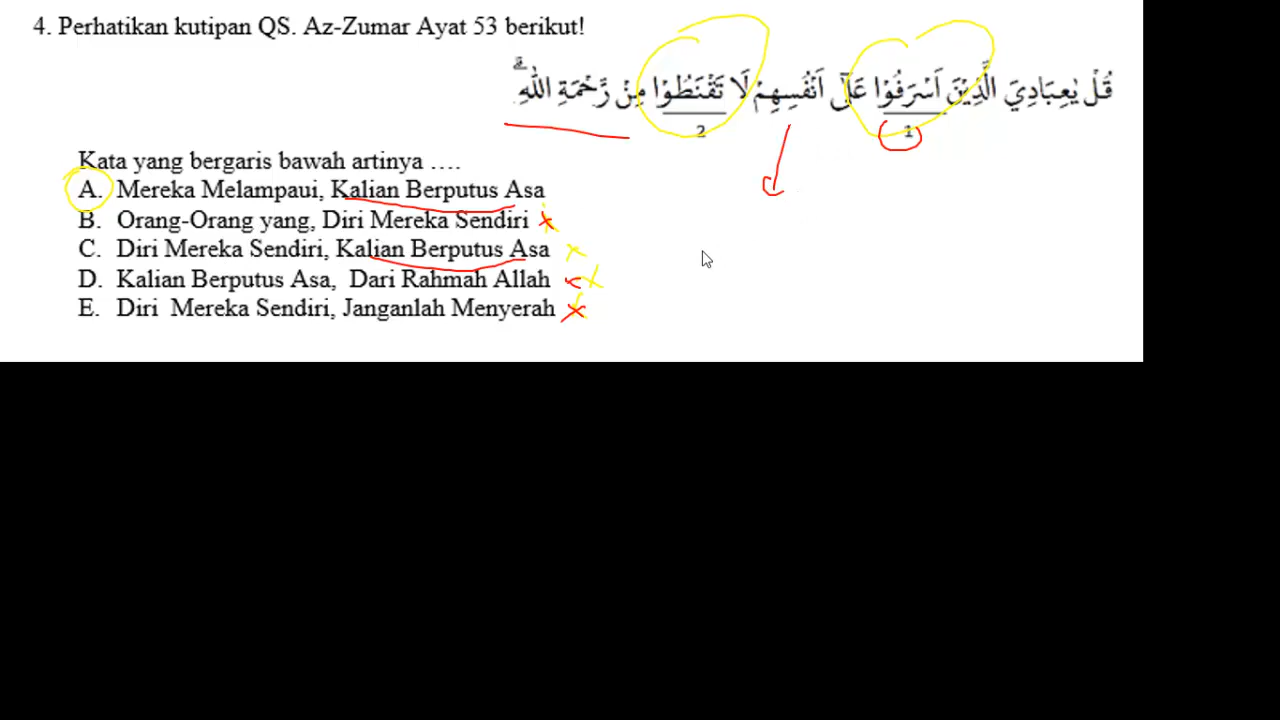 4. Perhatikan kutipan QS. Az-Zumar Ayat 53 berikut!
قُلْ يٰعِبَادِيَ الَّذِيْنَ اَسْرَفُوْا عَلٰٓى اَنْفُسِهِمْ لَا تَقْنَطُوْا مِنْ رَّحْمَةِ اللّٰهِ ۗ
1 2
Kata yang bergaris bawah artinya ….
A. Mereka Melampaui, Kalian Berputus Asa
B. Orang-Orang yang, Diri Mereka Sendiri
C. Diri Mereka Sendiri, Kalian Berputus Asa
D. Kalian Berputus Asa, Dari Rahmah Allah
E. Diri Mereka Sendiri, Janganlah Menyerah